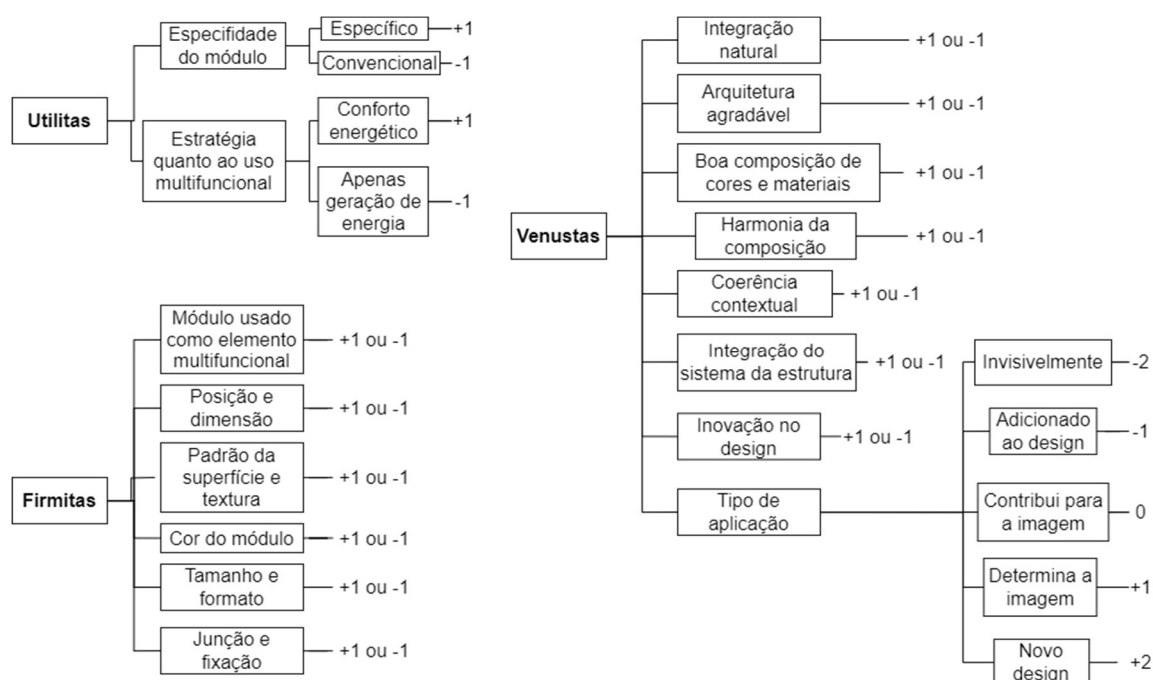 Utilitas
Especifidade
do módulo
Específico
+1
Convencional
-1
Estratégia
quanto ao uso
multifuncional
Conforto
energético
+1
Apenas
geração de
energia
-1
Firmitas
Módulo usado
como elemento
multifuncional
+1 ou -1
Posição e
dimensão
+1 ou -1
Padrão da
superfície e
textura
+1 ou -1
Cor do módulo
+1 ou -1
Tamanho e
formato
+1 ou -1
Junção e
fixação
+1 ou -1
Venustas
Integração
natural
+1 ou -1
Arquitetura
agradável
+1 ou -1
Boa composição de
cores e materiais
+1 ou -1
Harmonia da
composição
+1 ou -1
Coerência
contextual
+1 ou -1
Integração do
sistema da estrutura
+1 ou -1
Inovação no
design
+1 ou -1
Tipo de
aplicação
Invisivelmente
-2
Adicionado
ao design
-1
Contribui para
a imagem
0
Determina a
imagem
+1
Novo
design
+2